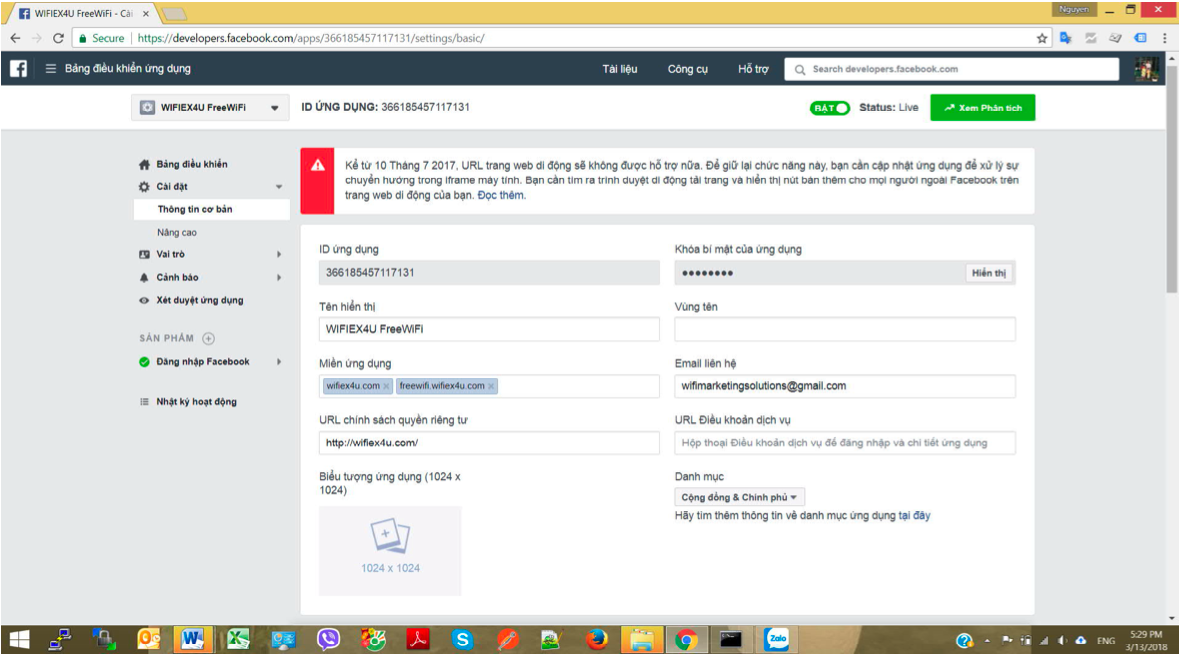 WIFIEX4U FreeWiFi - Cài
Nguyen
Secure | https://developers.facebook.com/apps/366185457117131/settings/basic/
Bảng điều khiển ứng dụng
Tài liệu
Công cụ
Hỗ trợ
Search developers.facebook.com
WIFIEX4U FreeWiFi
ID ỨNG DỤNG: 366185457117131
BẬT
Status: Live
Xem Phân tích
Bảng điều khiển
Cài đặt
Thông tin cơ bản
Nâng cao
Vai trò
Cảnh báo
Xét duyệt ứng dụng
SẢN PHẨM
Đăng nhập Facebook
Nhật ký hoạt động
Kể từ 10 Tháng 7 2017, URL trang web di động sẽ không được hỗ trợ nữa. Để giữ lại chức năng này, bạn cần cập nhật ứng dụng để xử lý sự
chuyển hướng trong iframe máy tính. Bạn cần tìm ra trình duyệt di động tải trang và hiển thị nút bấm thêm cho mọi người ngoài Facebook trên
trang web di động của bạn. Đọc thêm.
ID ứng dụng
366185457117131
Khóa bí mật của ứng dụng
●●●●●●●●
Hiển thị
Tên hiển thị
WIFIEX4U FreeWiFi
Vùng tên
Miền ứng dụng
wifiex4u.com × freewifi.wifiex4u.com ×
Email liên hệ
wifimarketingsolutions@gmail.com
URL chính sách quyền riêng tư
http://wifiex4u.com/
URL Điều khoản dịch vụ
Hộp thoại Điều khoản dịch vụ để đăng nhập và chi tiết ứng dụng
Biểu tượng ứng dụng (1024 x
1024)
1024 x 1024
Danh mục
Cộng đồng & Chính phủ
Hãy tìm thêm thông tin về danh mục ứng dụng tại đây
Zalo
ENG
5:29 PM
3/13/2018